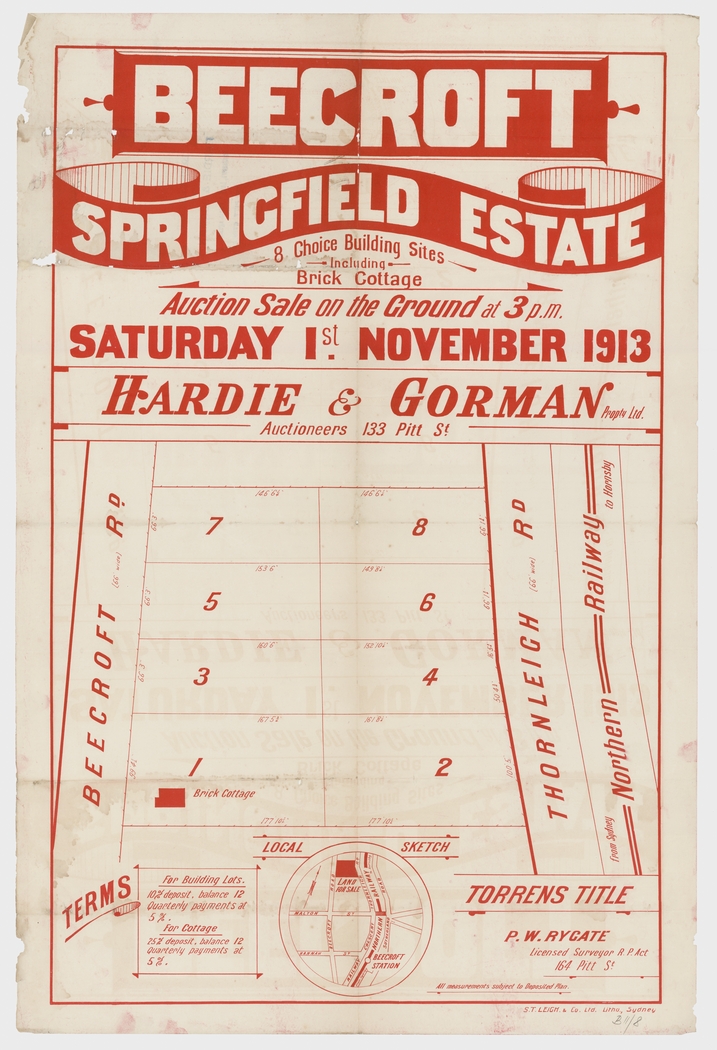 BEECROFT
SPRINGFIELD ESTATE
8 Choice Building Sites
Including
Brick Cottage
Auction Sale on the Ground at 3 p.m.
SATURDAY 1st. NOVEMBER 1913
HARDIE & GORMAN Propty Ltd.
Auctioneers 133 Pitt St
BEECROFT RD
(66' wide)
7
8
5
6
3
4
1
2
Brick Cottage
THORNLEIGH RD
(66' wide)
From Sydney Northern Railway to Hornsby
LOCAL SKETCH
LAND FOR SALE
BEECROFT STATION
TERMS
For Building Lots.
10% deposit, balance 12
Quarterly payments at
5%.
For Cottage
25% deposit, balance 12
Quarterly payments at
5%.
TORRENS TITLE
P. W. RYGATE
Licensed Surveyor R. P. Act
164 Pitt St
All measurements subject to Deposited Plan.
S.T. LEIGH. & Co. Ltd. Litho, Sydney
B11/8